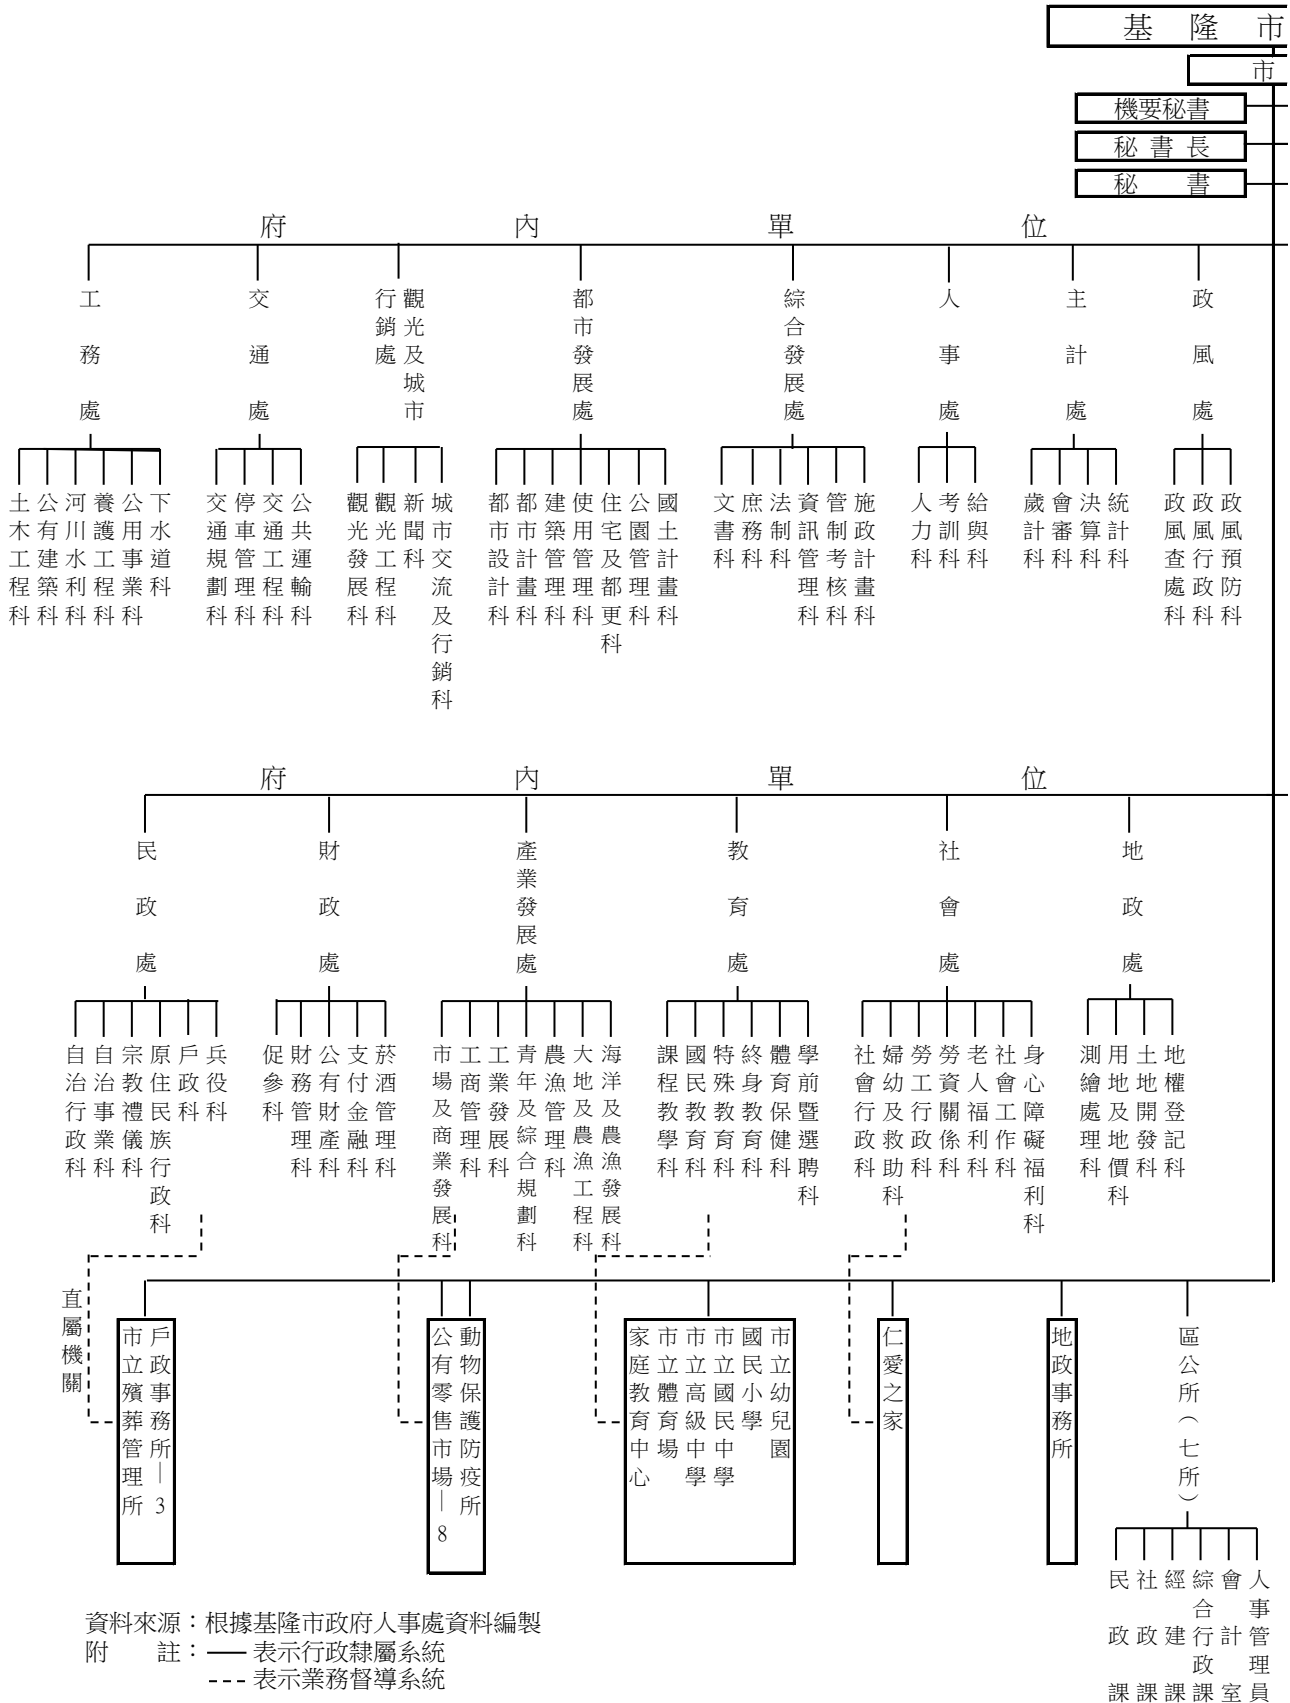 基隆市
市
機要秘書
秘書長
秘書
府內單位
工務處
交通處
觀光及城市
行銷處
都市發展處
綜合發展處
人事處
主計處
政風處
土木工程科
公有建築科
河川水利科
養護工程科
公用事業科
下水道科
交通規劃科
停車管理科
交通工程科
公共運輸科
觀光發展科
觀光工程科
新聞科
城市交流及行銷科
都市設計科
都市計畫科
建築管理科
使用管理科
住宅及都更科
公園管理科
國土計畫科
文書科
庶務科
法制科
資訊管理科
管制考核科
施政計畫科
人力科
考訓科
給與科
歲計科
會審科
決算科
統計科
政風查處科
政風行政科
政風預防科
府內單位
民政處
財政處
產業發展處
教育處
社會處
地政處
自治行政科
自治事業科
宗教禮儀科
原住民族行政科
戶政科
兵役科
促參科
財務管理科
公有財產科
支付金融科
菸酒管理科
市場及商業發展科
工商管理科
工業發展科
青年及綜合規劃科
農漁管理科
大地及農漁工程科
海洋及農漁發展科
課程教學科
國民教育科
特殊教育科
終身教育科
體育保健科
學前暨選聘科
社會行政科
婦幼及救助科
勞工行政科
勞資關係科
老人福利科
社會工作科
身心障礙福利科
測繪處理科
用地及地價科
土地開發科
地權登記科
直屬機關
市立殯葬管理所
戶政事務所—3
公有零售市場—8
動物保護防疫所
家庭教育中心
市立體育場
市立高級中學
市立國民中學
國民小學
市立幼兒園
仁愛之家
地政事務所
區公所（七所）
民政課
社政課
經建課
綜合行政課
會計室
人事管理員
資料來源：根據基隆市政府人事處資料編製
附　　註：—— 表示行政隸屬系統
---- 表示業務督導系統